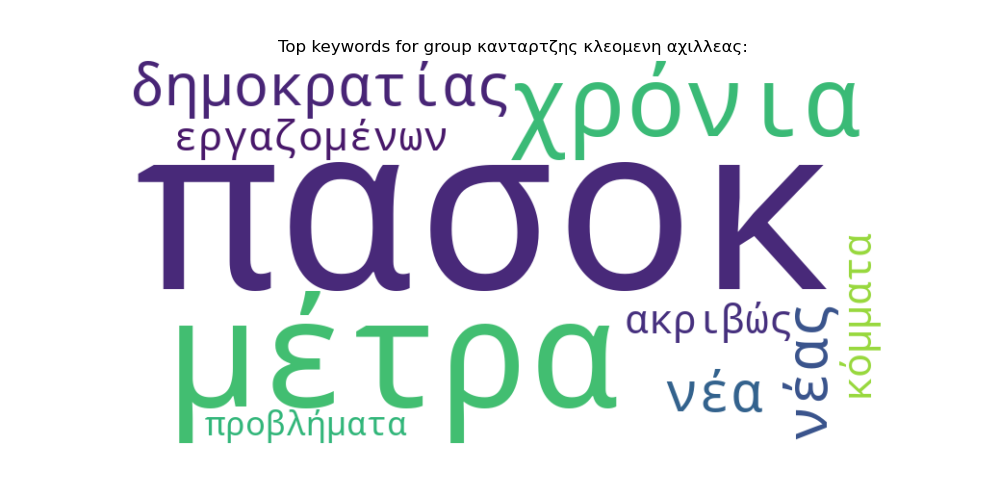 Top keywords for group κανταρτζης κλεομενη αχιλλεας:
δημοκρατίας
χρόνια
εργαζομένων
πασοκ
μέτρα
ακριβώς
νέα
νέας
κόμματα
προβλήματα